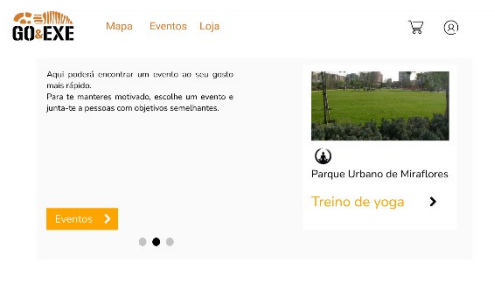 GO&EXE
Mapa Eventos Loja
Aqui poderá encontrar um evento ao seu gosto
mais rápido.
Para te manteres motivado, escolhe um evento e
junta-te a pessoas com objetivos semelhantes.
Eventos
Parque Urbano de Miraflores
Treino de yoga